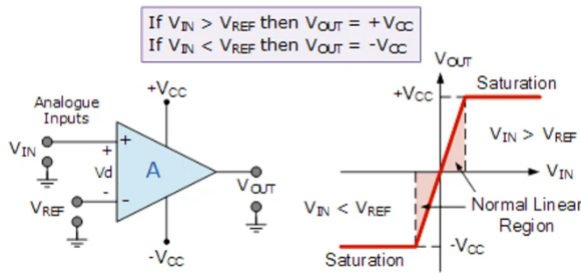 If VIN > VREF then VOUT = +VCC
If VIN < VREF then VOUT = -VCC
Analogue
Inputs
+VCC
VIN
+
+
Vd
A
-
-
VREF
VOUT
-VCC
VOUT
+VCC
Saturation
VIN > VREF
VIN
VIN < VREF
Normal Linear
Region
-VCC
Saturation